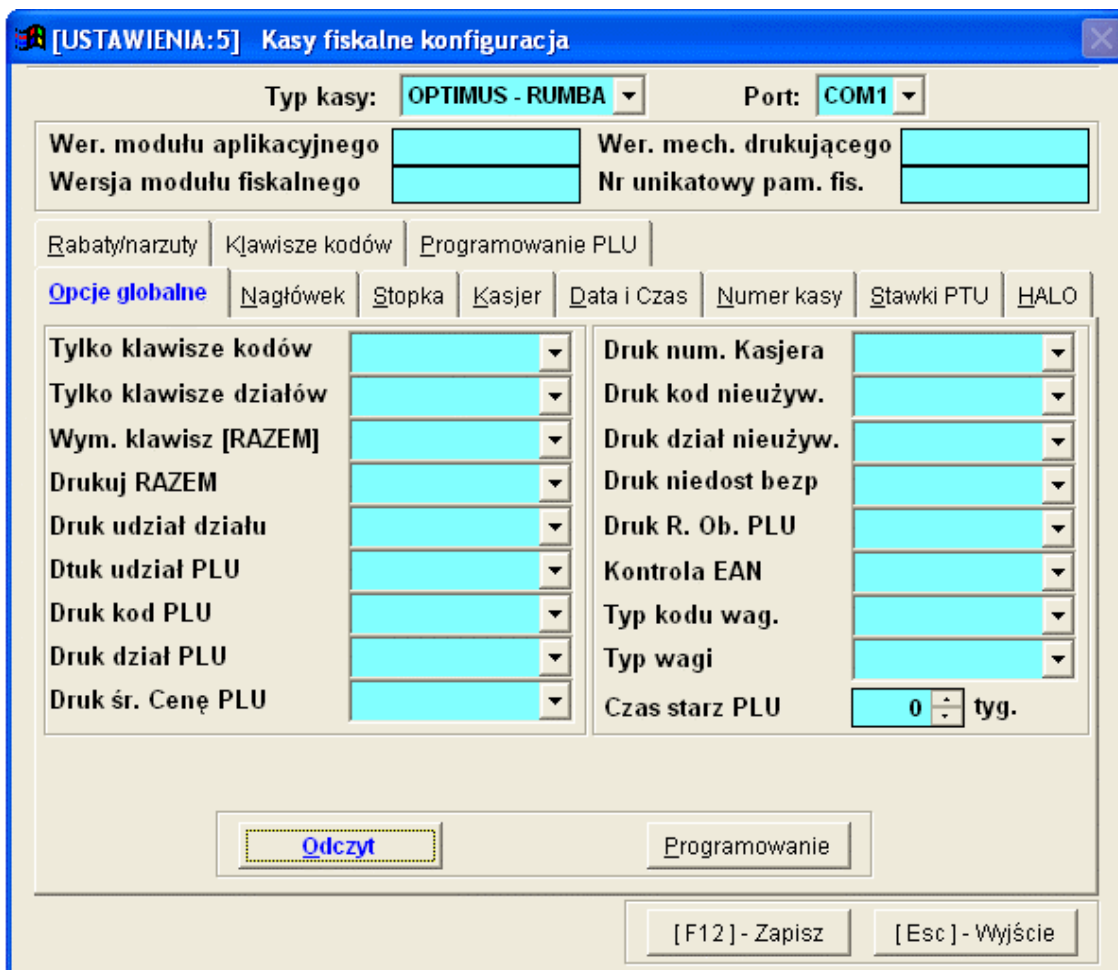 [USTAWIENIA:5] Kasy fiskalne konfiguracja
Typ kasy: OPTIMUS - RUMBA Port: COM1
Wer. modułu aplikacyjnego Wer. mech. drukującego
Wersja modułu fiskalnego Nr unikatowy pam. fis.
Rabaty/narzuty Klawisze kodów Programowanie PLU
Opcje globalne Nagłówek Stopka Kasjer Data i Czas Numer kasy Stawki PTU HALO
Tylko klawisze kodów
Tylko klawisze działów
Wym. klawisz [RAZEM]
Drukuj RAZEM
Druk udział działu
Dtuk udział PLU
Druk kod PLU
Druk dział PLU
Druk śr. Cenę PLU
Druk num. Kasjera
Druk kod nieużyw.
Druk dział nieużyw.
Druk niedost bezp
Druk R. Ob. PLU
Kontrola EAN
Typ kodu wag.
Typ wagi
Czas starz PLU 0 tyg.
Odczyt Programowanie
[F12] - Zapisz [Esc] - Wyjście